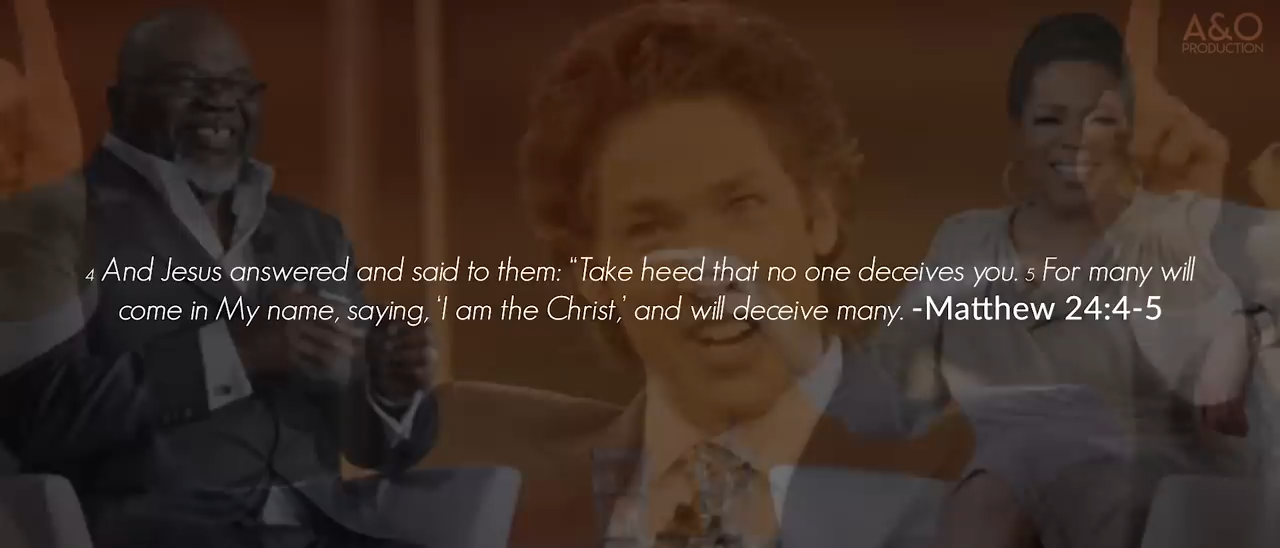 A&O
PRODUCTION
4 And Jesus answered and said to them: “Take heed that no one deceives you. 5 For many will
come in My name, saying, ‘I am the Christ,’ and will deceive many. -Matthew 24:4-5